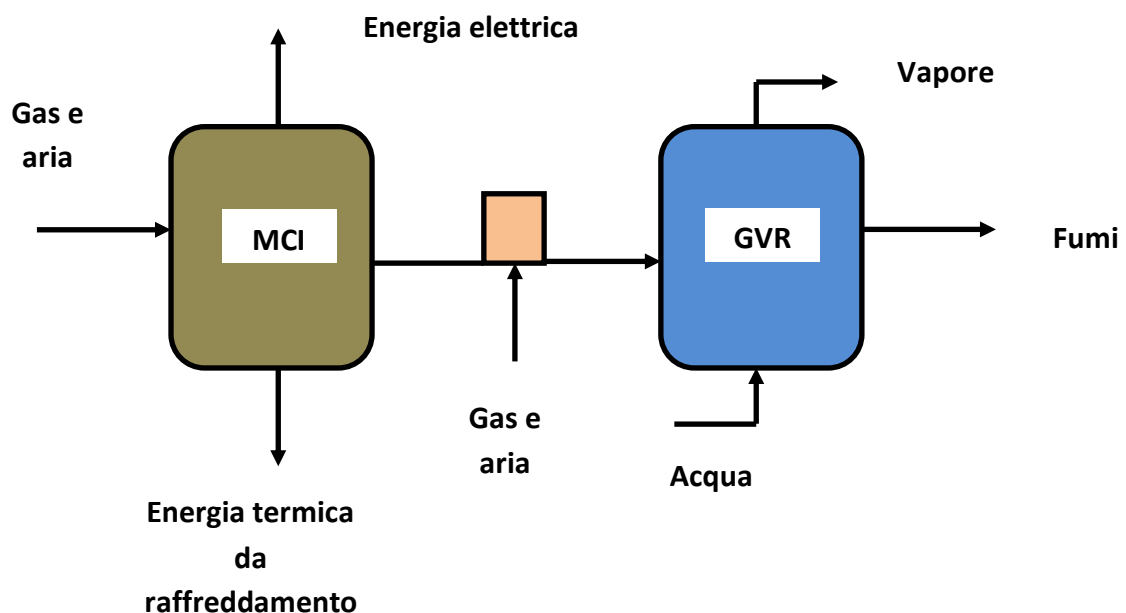 Energia elettrica
Vapore
Gas e
aria
MCI
GVR
Fumi
Gas e
aria
Acqua
Energia termica
da
raffreddamento